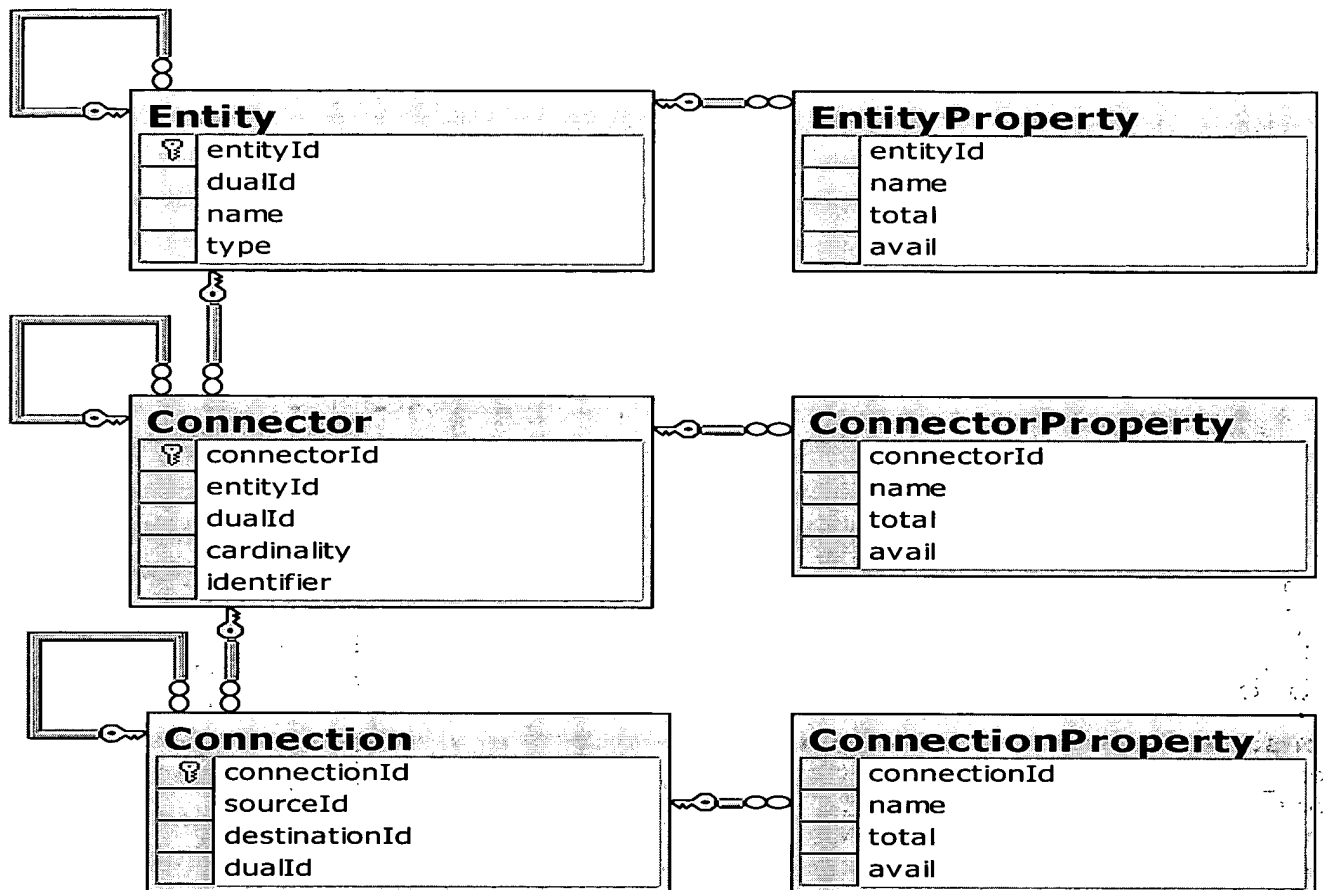 Entity
entityId
dualId
name
type
EntityProperty
entityId
name
total
avail
Connector
connectorId
entityId
dualId
cardinality
identifier
ConnectorProperty
connectorId
name
total
avail
Connection
connectionId
sourceId
destinationId
dualId
ConnectionProperty
connectionId
name
total
avail